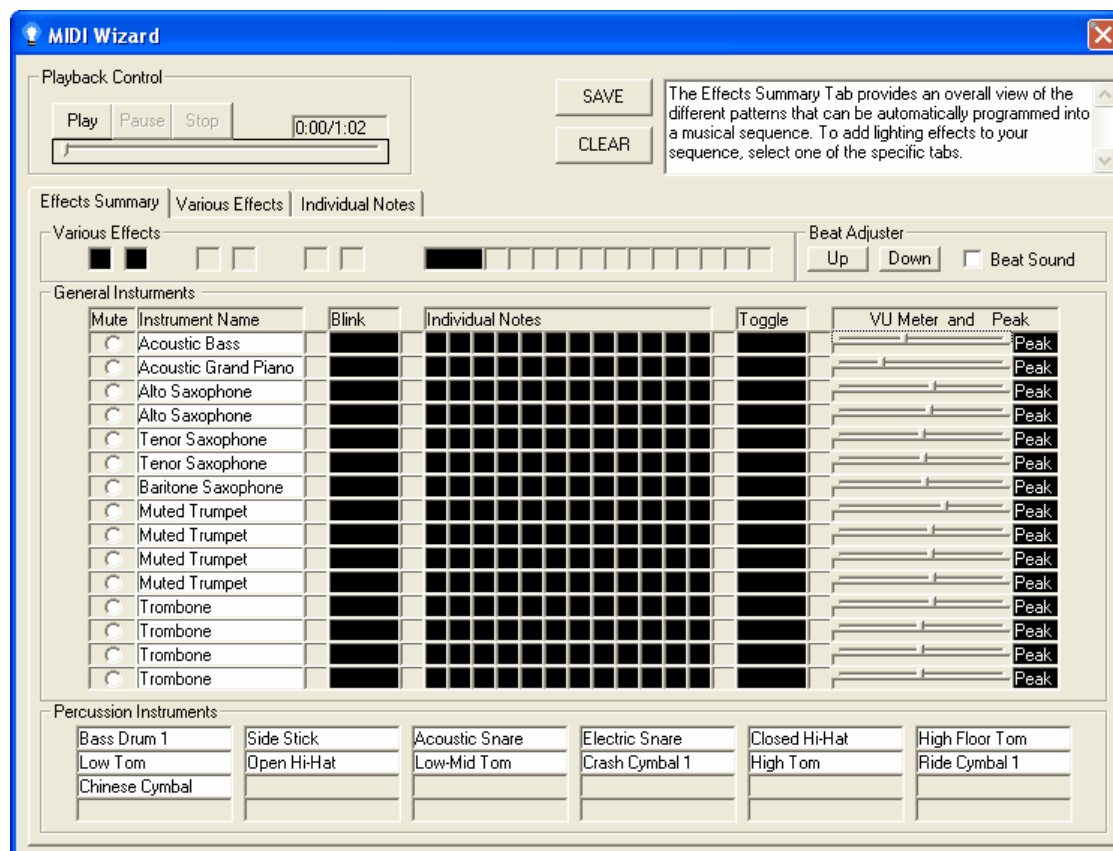 MIDI Wizard
Playback Control
Play Pause Stop 0:00/1:02
SAVE
CLEAR
The Effects Summary Tab provides an overall view of the
different patterns that can be automatically programmed into
a musical sequence. To add lighting effects to your
sequence, select one of the specific tabs.
Effects Summary Various Effects Individual Notes
Various Effects
Beat Adjuster
Up Down Beat Sound
General Insturments
Mute Instrument Name Blink Individual Notes Toggle VU Meter and Peak
Acoustic Bass Peak
Acoustic Grand Piano Peak
Alto Saxophone Peak
Alto Saxophone Peak
Tenor Saxophone Peak
Tenor Saxophone Peak
Baritone Saxophone Peak
Muted Trumpet Peak
Muted Trumpet Peak
Muted Trumpet Peak
Muted Trumpet Peak
Trombone Peak
Trombone Peak
Trombone Peak
Trombone Peak
Percussion Instruments
Bass Drum 1 Side Stick Acoustic Snare Electric Snare Closed Hi-Hat High Floor Tom
Low Tom Open Hi-Hat Low-Mid Tom Crash Cymbal 1 High Tom Ride Cymbal 1
Chinese Cymbal